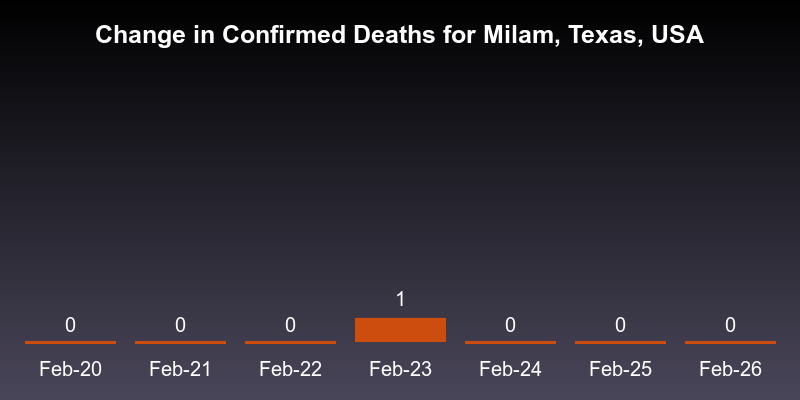 Change in Confirmed Deaths for Milam, Texas, USA
1
0 0 0 0 0 0
Feb-20 Feb-21 Feb-22 Feb-23 Feb-24 Feb-25 Feb-26